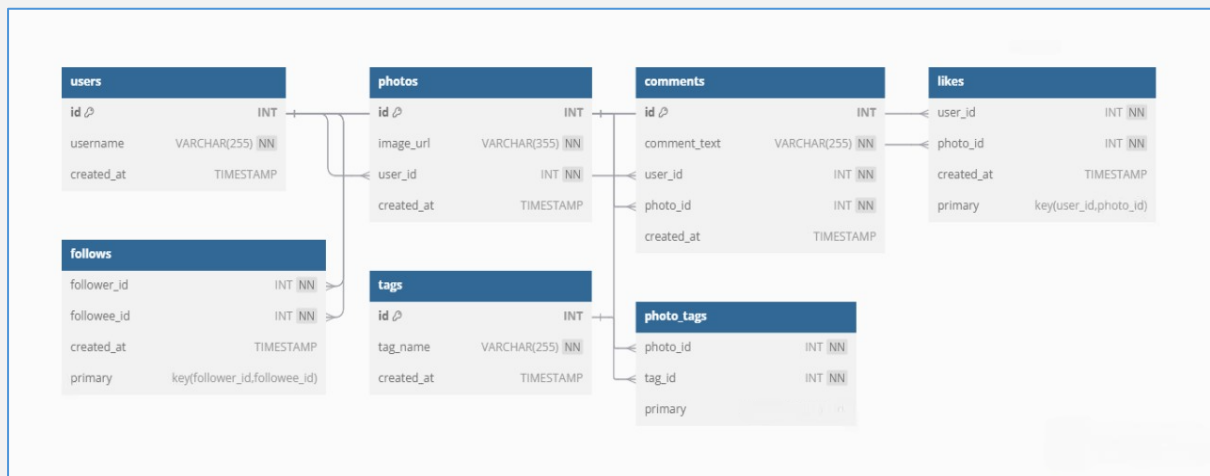 users
id INT
username VARCHAR(255) NN
created_at TIMESTAMP
follows
follower_id INT NN
followee_id INT NN
created_at TIMESTAMP
primary key(follower_id,followee_id)
photos
id INT
image_url VARCHAR(355) NN
user_id INT NN
created_at TIMESTAMP
tags
id INT
tag_name VARCHAR(255) NN
created_at TIMESTAMP
comments
id INT
comment_text VARCHAR(255) NN
user_id INT NN
photo_id INT NN
created_at TIMESTAMP
photo_tags
photo_id INT NN
tag_id INT NN
primary
likes
user_id INT NN
photo_id INT NN
created_at TIMESTAMP
primary key(user_id,photo_id)